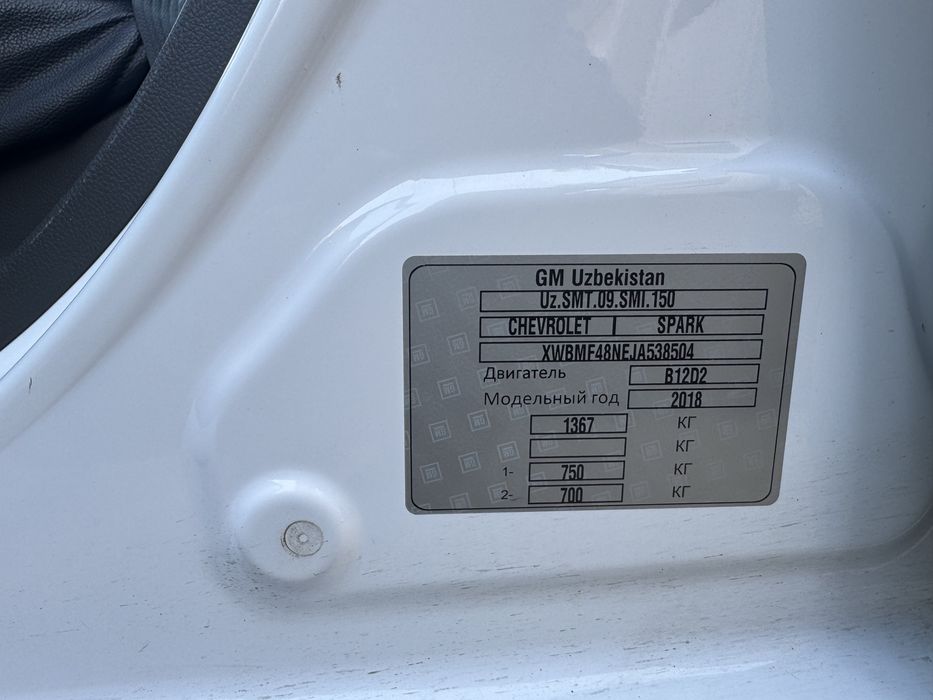 GM Uzbekistan
Uz.SMT.09.SMI.150
CHEVROLET | SPARK
XWBMF48NEJA538504
Двигатель B12D2
Модельный год 2018
1367 КГ
КГ
1- 750 КГ
2- 700 КГ